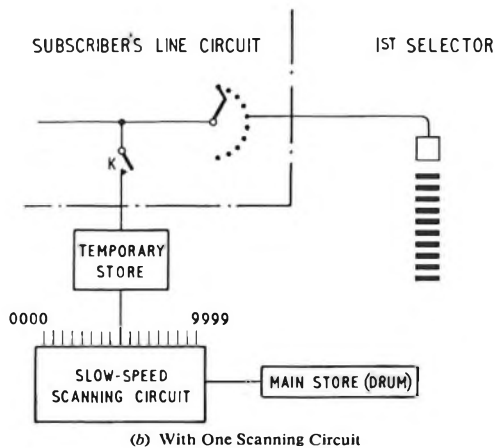 SUBSCRIBER'S LINE CIRCUIT
1ST SELECTOR
K
TEMPORARY
STORE
0000
9999
SLOW-SPEED
SCANNING CIRCUIT
MAIN STORE (DRUM)
(b) With One Scanning Circuit